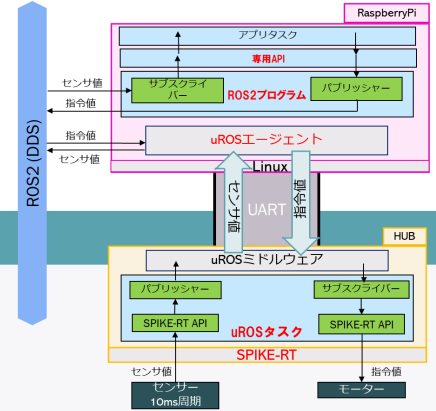 RaspberryPi
アプリタスク
専用API
センサ値
サブスクライ
バー
パブリッシャー
ROS2プログラム
指令値
指令値
センサ値
uROSエージェント
ROS2 (DDS)
Linux
センサ値
UART
指令値
HUB
uROSミドルウェア
パブリッシャー
サブスクライバー
SPIKE-RT API
SPIKE-RT API
uROSタスク
SPIKE-RT
センサ値
指令値
センサー
10ms周期
モーター